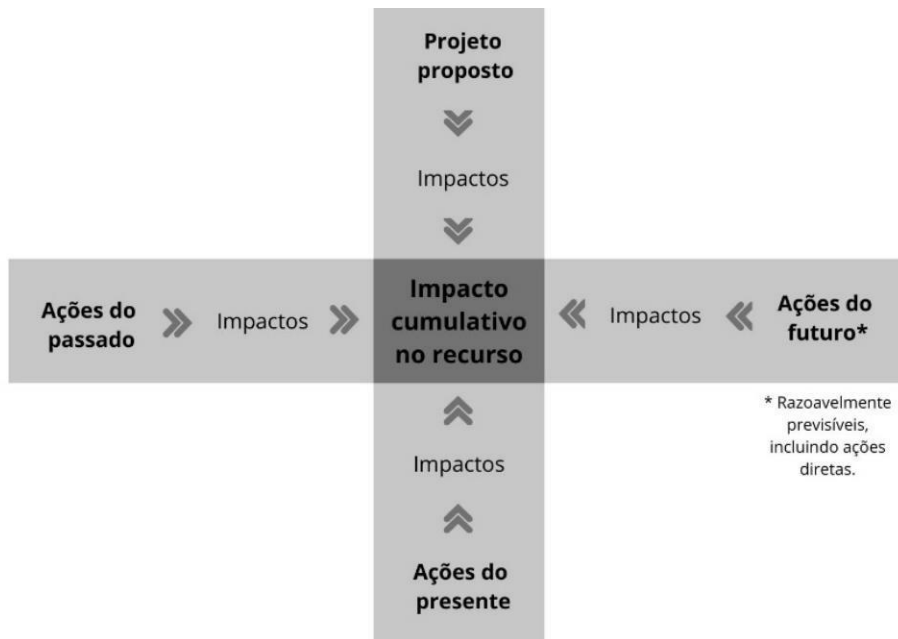 Projeto
proposto
Impactos
Ações do
passado
Impactos
Impacto
cumulativo
no recurso
Impactos
Ações do
futuro*
* Razoavelmente
previsíveis,
incluindo ações
diretas.
Impactos
Ações do
presente